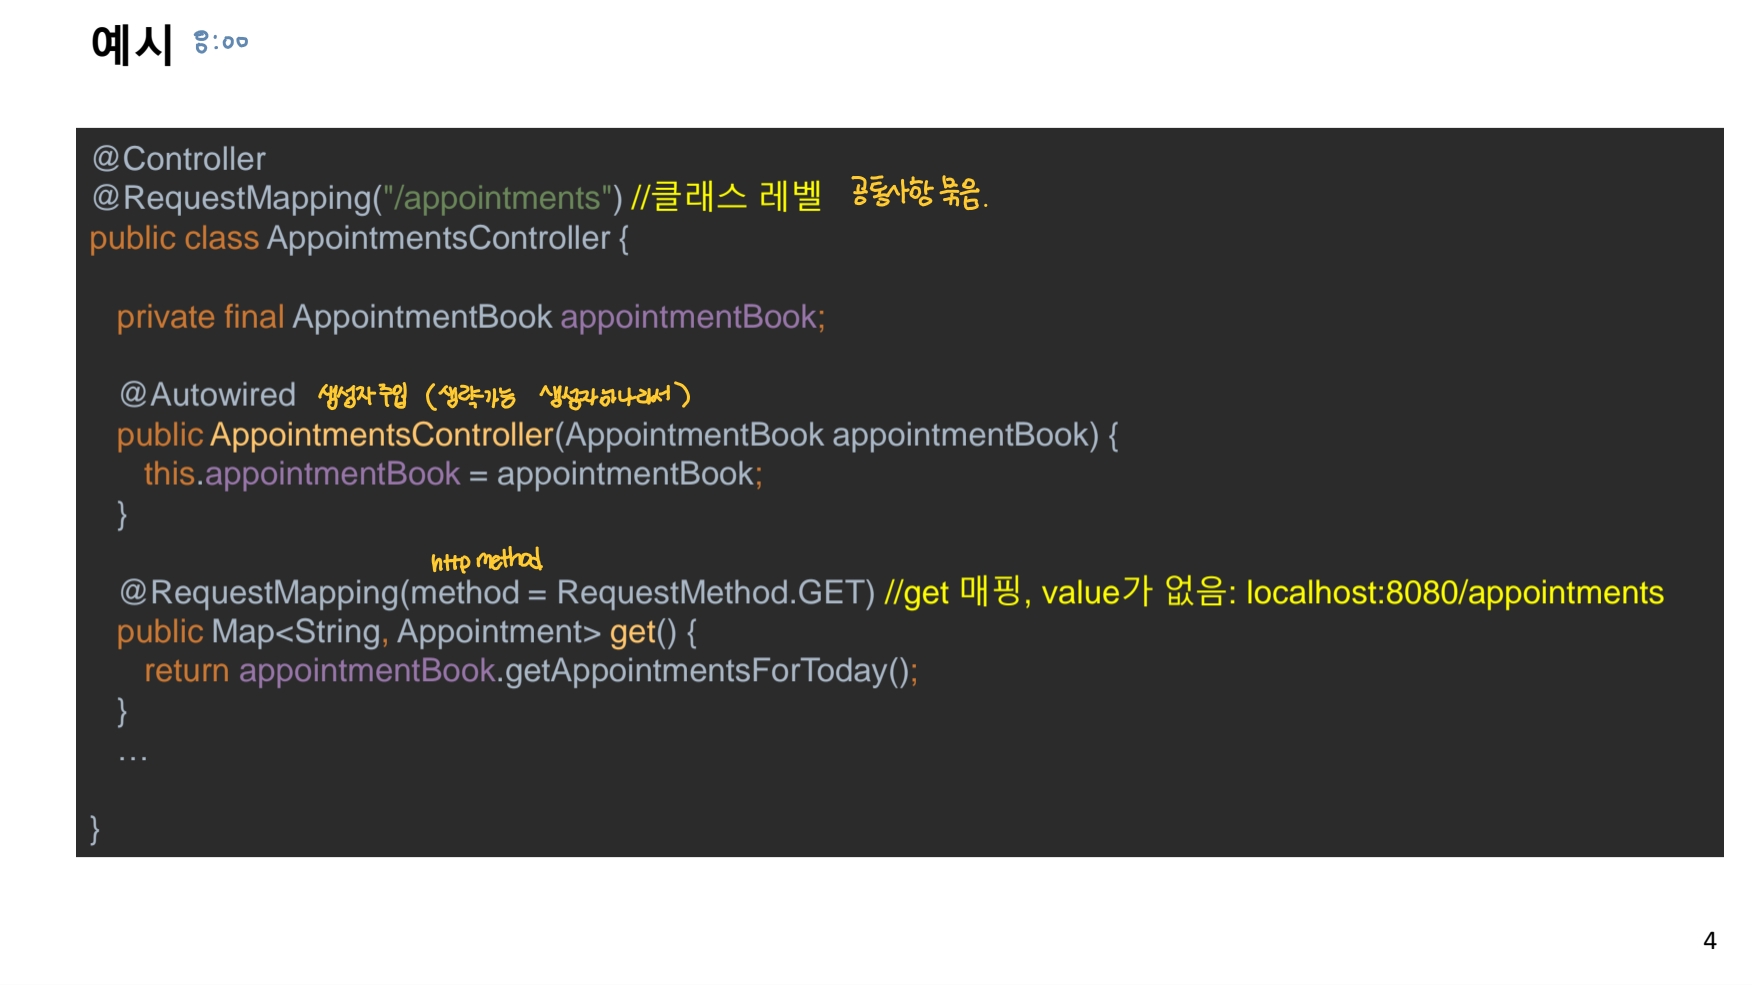 예시 8:00
@Controller
@RequestMapping("/appointments") //클래스 레벨 공통사항 묶음.
public class AppointmentsController {
private final AppointmentBook appointmentBook;
@Autowired 생성자 주입 (생략가능 생성자 하나라서)
public AppointmentsController(AppointmentBook appointmentBook) {
this.appointmentBook = appointmentBook;
}
http method
@RequestMapping(method = RequestMethod.GET) //get 매핑, value가 없음: localhost:8080/appointments
public Map<String, Appointment> get() {
return appointmentBook.getAppointmentsForToday();
}
…
}
4